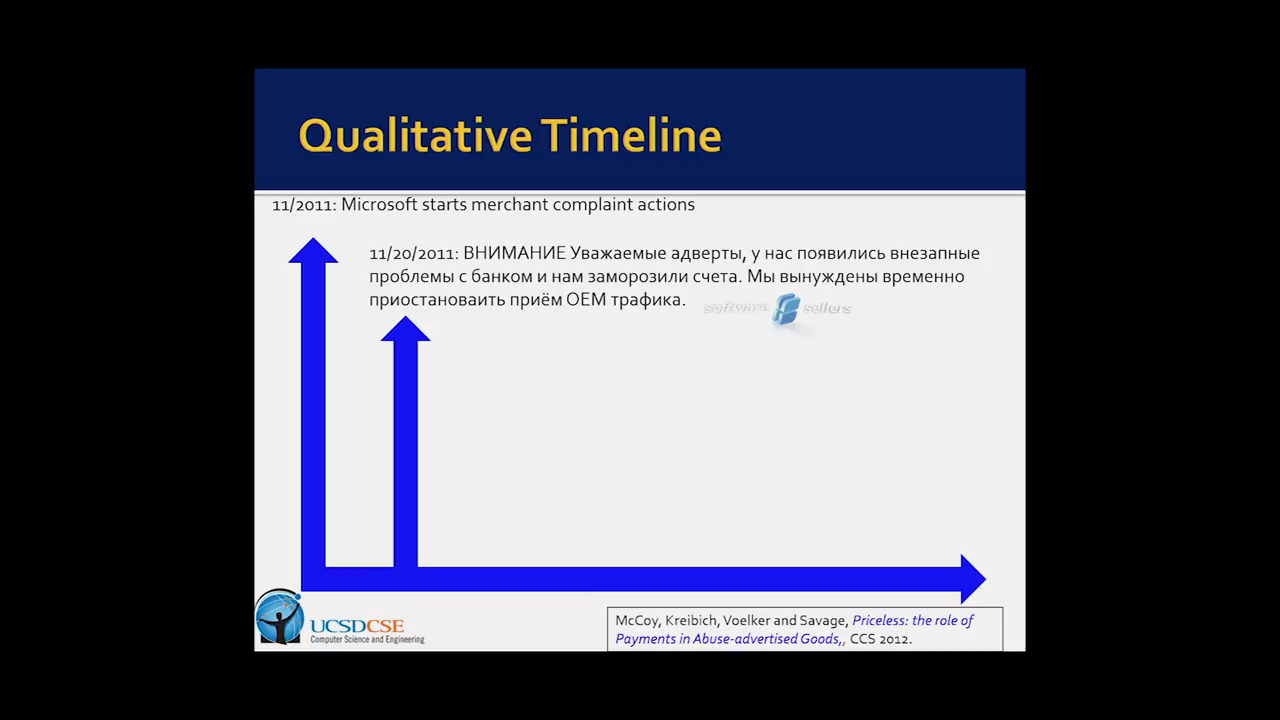 Qualitative Timeline
11/2011: Microsoft starts merchant complaint actions
11/20/2011: ВНИМАНИЕ Уважаемые адверты, у нас появились внезапные
проблемы с банком и нам заморозили счета. Мы вынуждены временно
приостановаить приём OEM трафика.
software sellers
UCSDCSE
Computer Science and Engineering
McCoy, Kreibich, Voelker and Savage, Priceless: the role of
Payments in Abuse-advertised Goods,, CCS 2012.